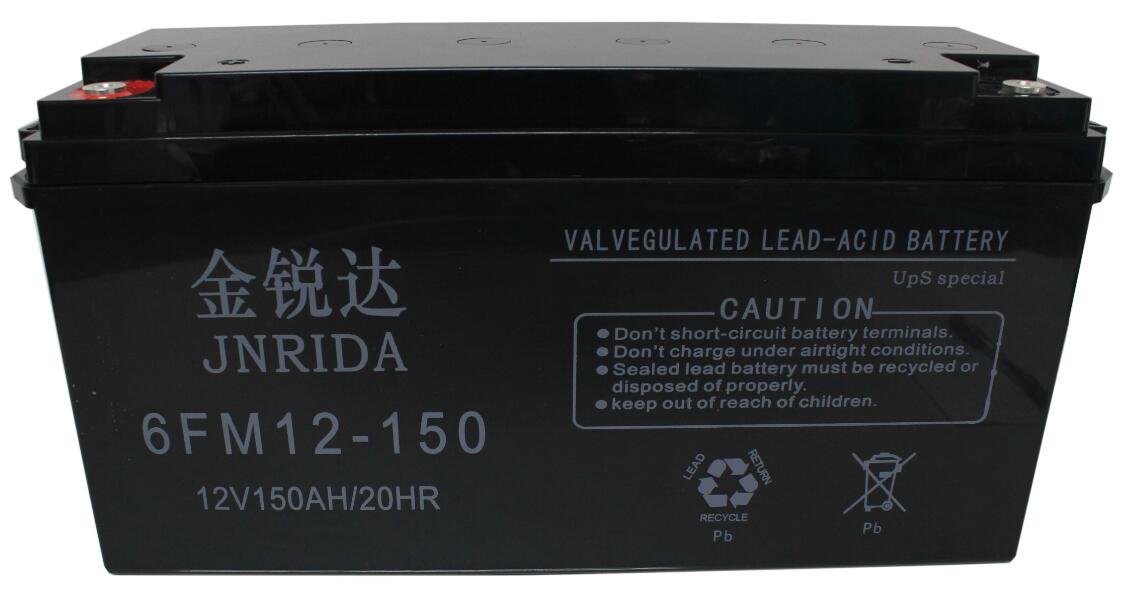 金锐达
JNRIDA
6FM12-150
12V150AH/20HR
VALVEGULATED LEAD-ACID BATTERY
UpS special
CAUTION
● Don't short-circuit battery terminals.
● Don't charge under airtight conditions.
● Sealed lead battery must be recycled or
disposed of properly.
● keep out of reach of children.
LEAD RETURN
RECYCLE
Pb
Pb